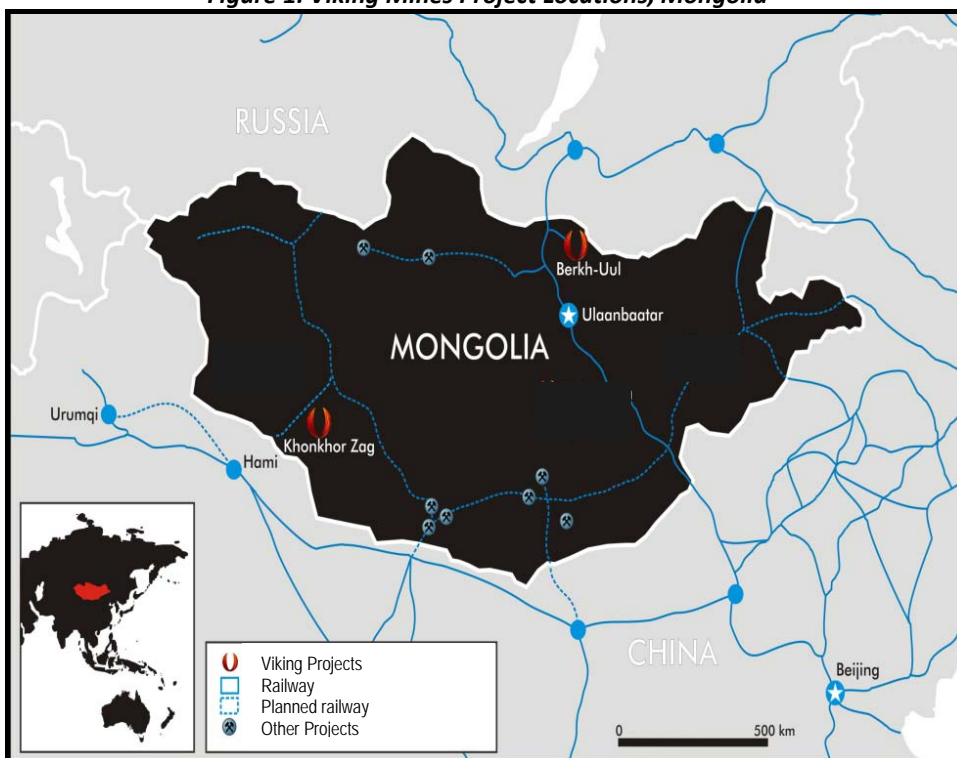 Figure 1: Viking Mines Project Locations, Mongolia
RUSSIA
Berkh-Uul
Ulaanbaatar
MONGOLIA
Urumqi
Khonkhor Zag
Hami
CHINA
Beijing
Viking Projects
Railway
Planned railway
Other Projects
0 500 km